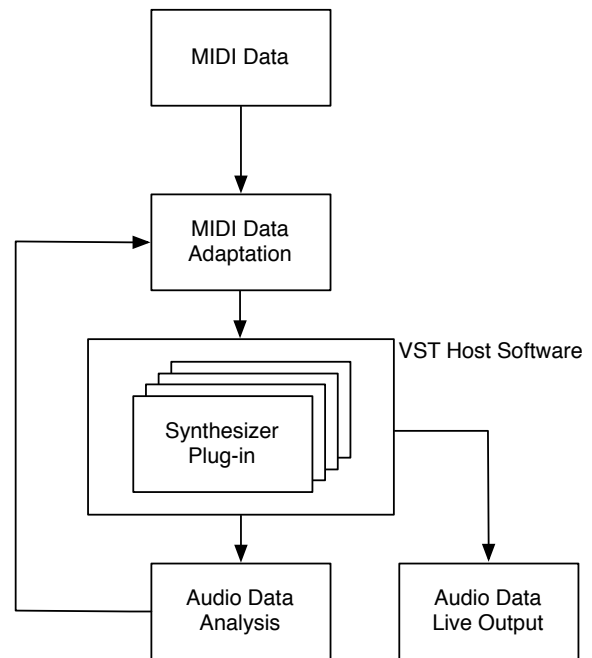 MIDI Data
MIDI Data
Adaptation
VST Host Software
Synthesizer
Plug-in
Audio Data
Analysis
Audio Data
Live Output